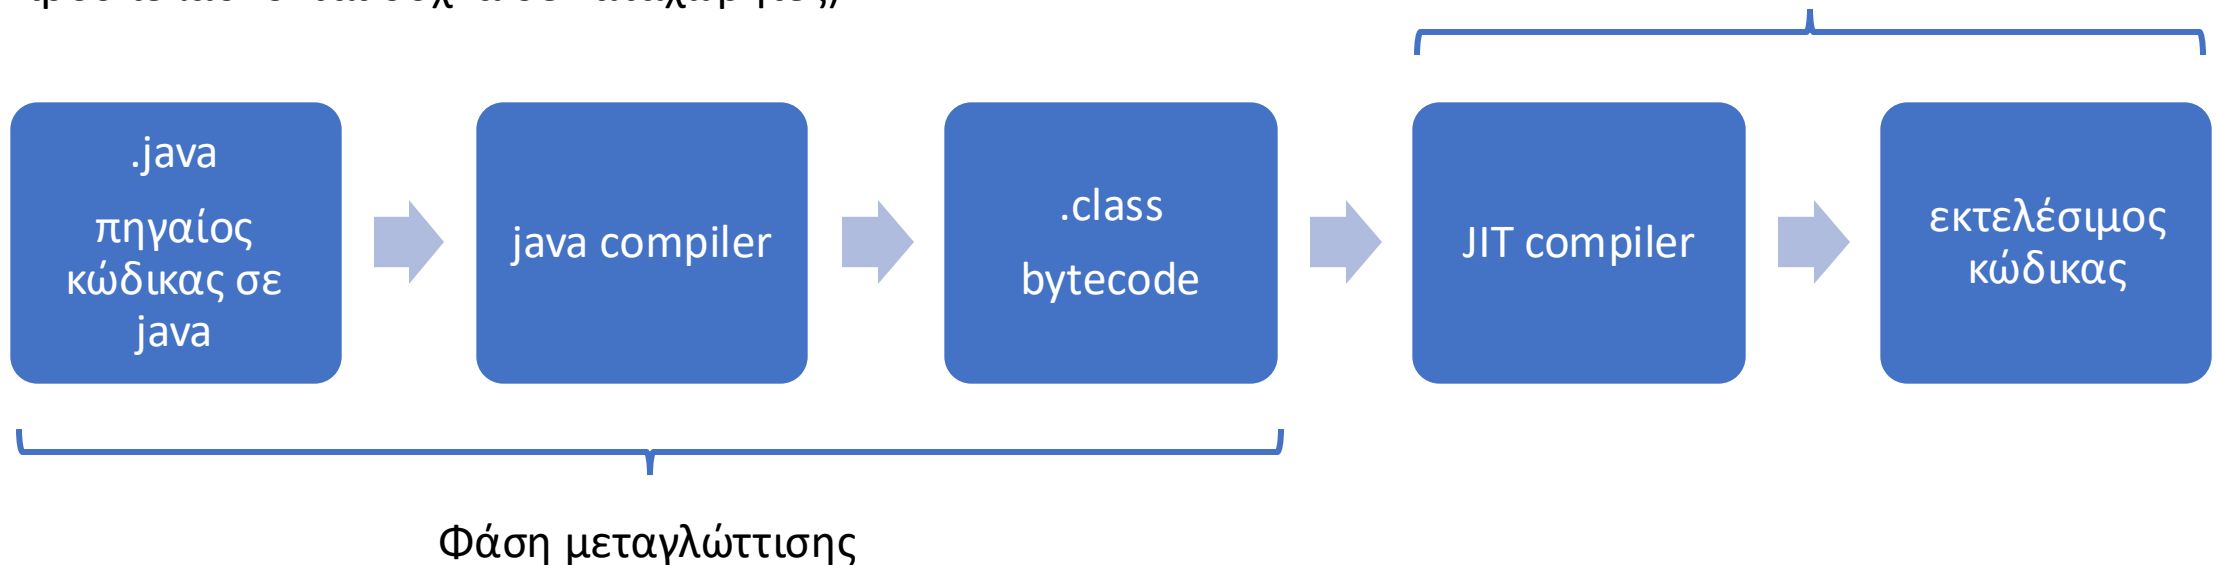 .java
πηγαίος
κώδικας σε
java
java compiler
.class
bytecode
JIT compiler
εκτελέσιμος
κώδικας
Φάση μεταγλώττισης